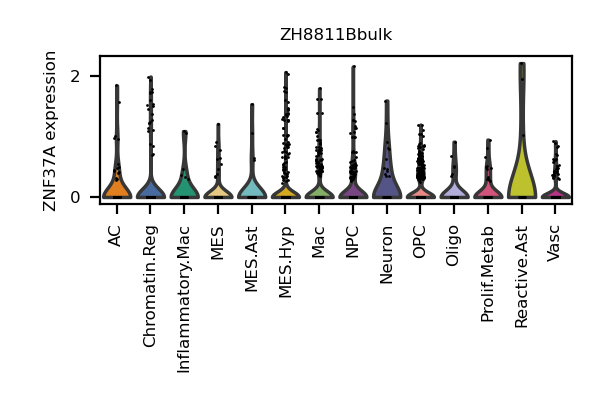 ZH8811Bbulk
ZNF37A expression
2
0
AC
Chromatin.Reg
Inflammatory.Mac
MES
MES.Ast
MES.Hyp
Mac
NPC
Neuron
OPC
Oligo
Prolif.Metab
Reactive.Ast
Vasc